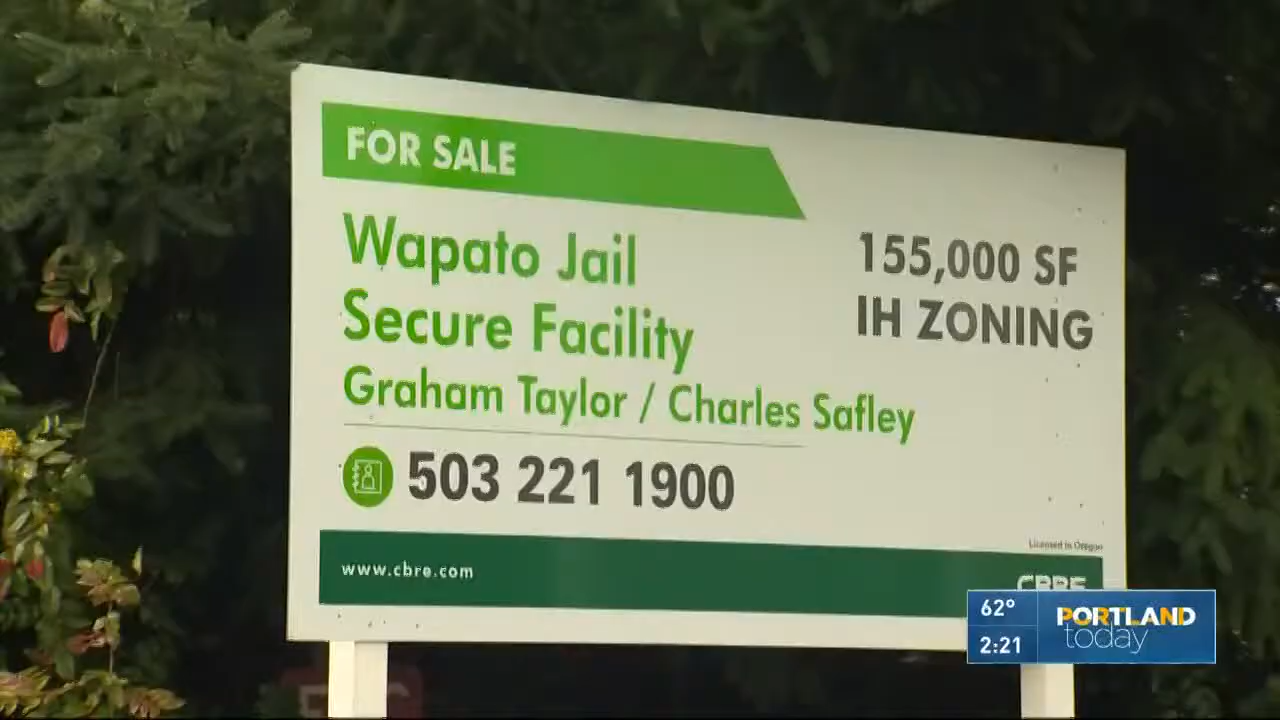 FOR SALE
Wapato Jail
Secure Facility
Graham Taylor / Charles Safley
503 221 1900
155,000 SF
IH ZONING
Licensed in Oregon
www.cbre.com
CBRE
62°
2:21
PORTLAND
today